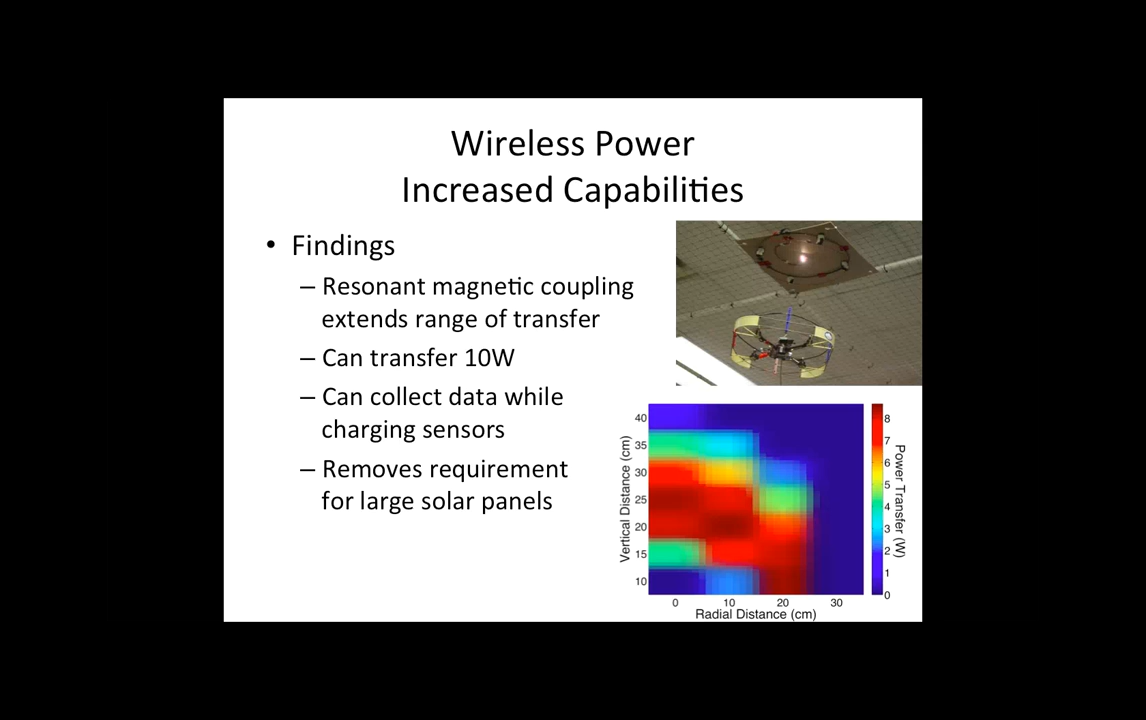 Wireless Power
Increased Capabilities
• Findings
– Resonant magnetic coupling
extends range of transfer
– Can transfer 10W
– Can collect data while
charging sensors
– Removes requirement
for large solar panels
40
35
30
25
20
15
10
Vertical Distance (cm)
0 10 20 30
Radial Distance (cm)
8
7
6
5
4
3
2
1
0
Power Transfer (W)